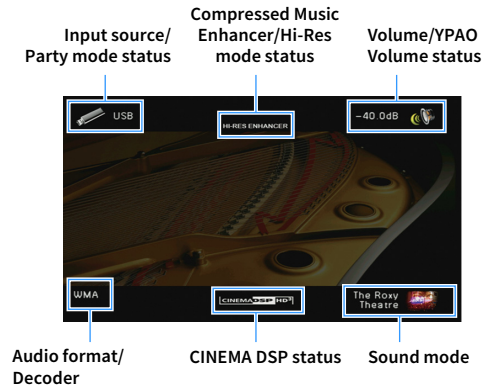 Input source/
Party mode status
Compressed Music
Enhancer/Hi-Res
mode status
Volume/YPAO
Volume status
USB
HI-RES ENHANCER
-40.0dB
WMA
CINEMA DSP HD³
The Roxy
Theatre
Audio format/
Decoder
CINEMA DSP status
Sound mode